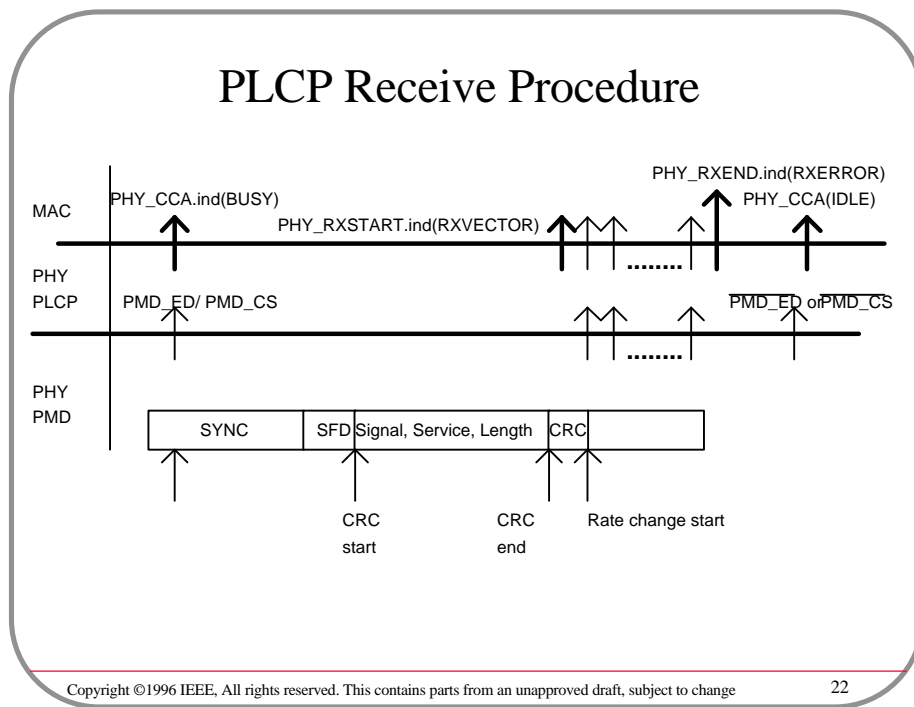 PLCP Receive Procedure
PHY_RXEND.ind(RXERROR)
PHY_CCA.ind(BUSY)
PHY_CCA(IDLE)
MAC
PHY_RXSTART.ind(RXVECTOR)
........
PHY
PLCP
PMD_ED/ PMD_CS
PMD_ED or PMD_CS
........
PHY
PMD
SYNC
SFD
Signal, Service, Length
CRC
CRC
start
CRC
end
Rate change start
Copyright ©1996 IEEE, All rights reserved. This contains parts from an unapproved draft, subject to change
22